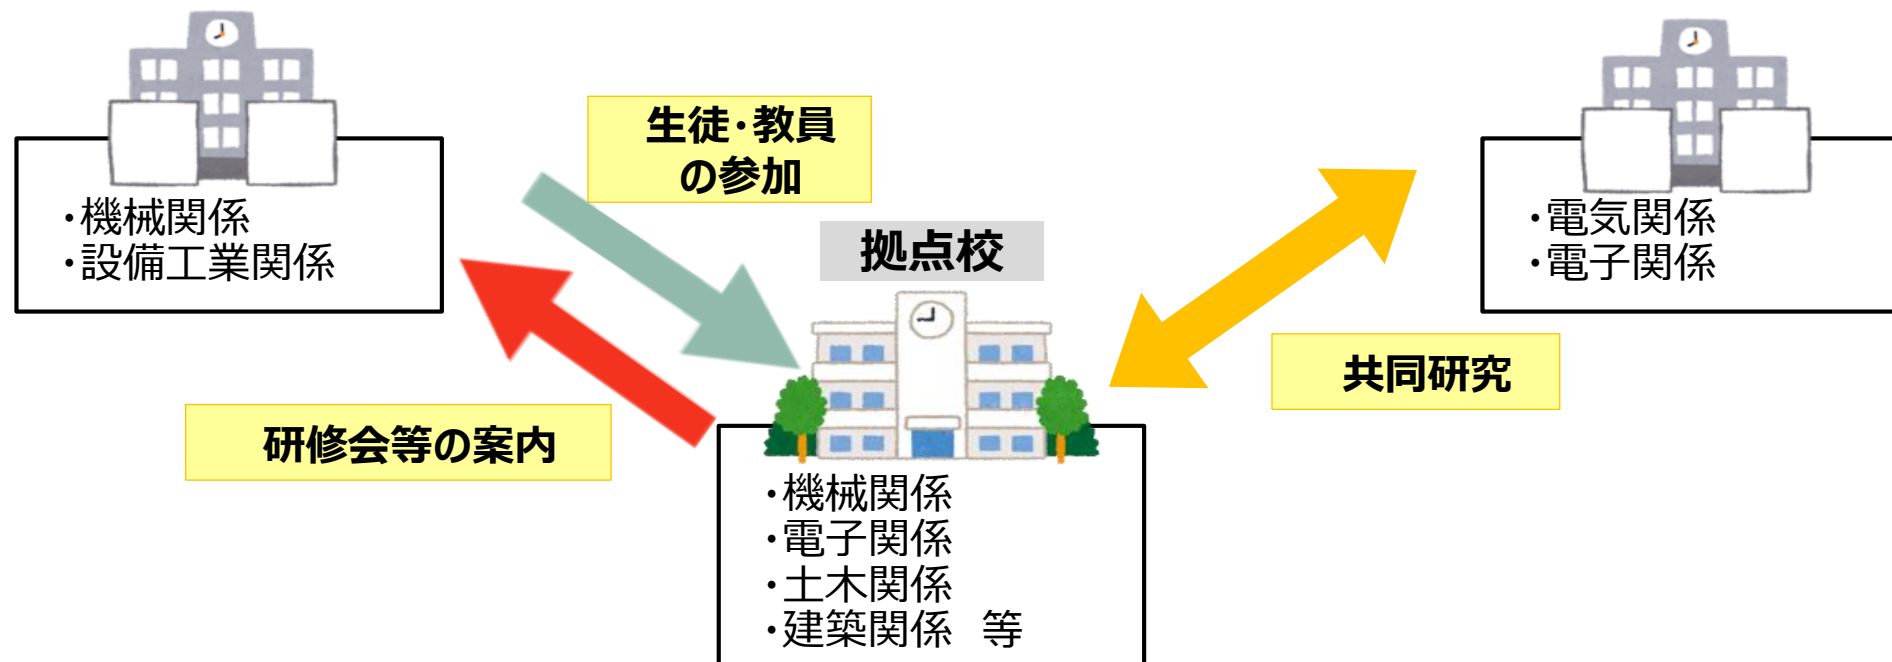 生徒･教員
の参加
･機械関係
･設備工業関係
拠点校
･電気関係
･電子関係
共同研究
研修会等の案内
･機械関係
･電子関係
･土木関係
･建築関係　等